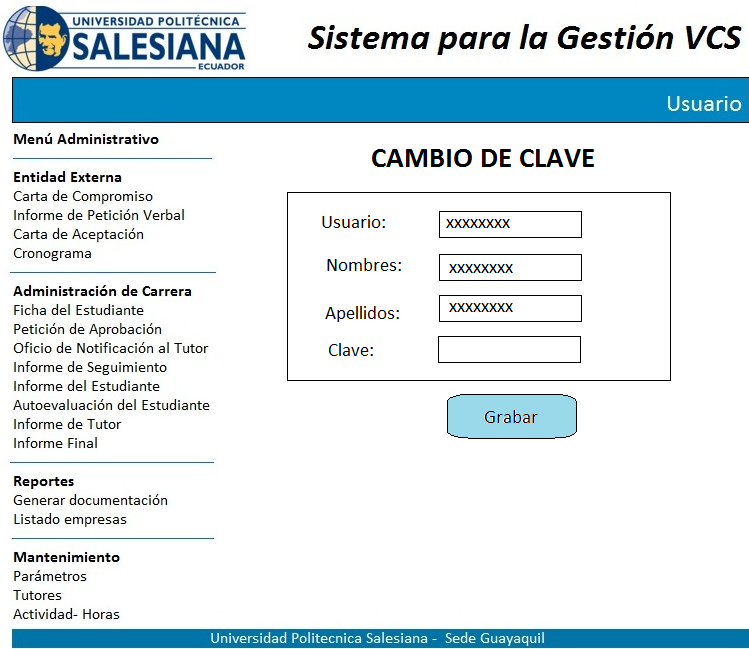 UNIVERSIDAD POLITÉCNICA
SALESIANA
ECUADOR
Sistema para la Gestión VCS
Usuario
Menú Administrativo
Entidad Externa
Carta de Compromiso
Informe de Petición Verbal
Carta de Aceptación
Cronograma
Administración de Carrera
Ficha del Estudiante
Petición de Aprobación
Oficio de Notificación al Tutor
Informe de Seguimiento
Informe del Estudiante
Autoevaluación del Estudiante
Informe de Tutor
Informe Final
Reportes
Generar documentación
Listado empresas
Mantenimiento
Parámetros
Tutores
Actividad- Horas
CAMBIO DE CLAVE
Usuario: xxxxxxxx
Nombres: xxxxxxxx
Apellidos: xxxxxxxx
Clave:
Grabar
Universidad Politecnica Salesiana - Sede Guayaquil